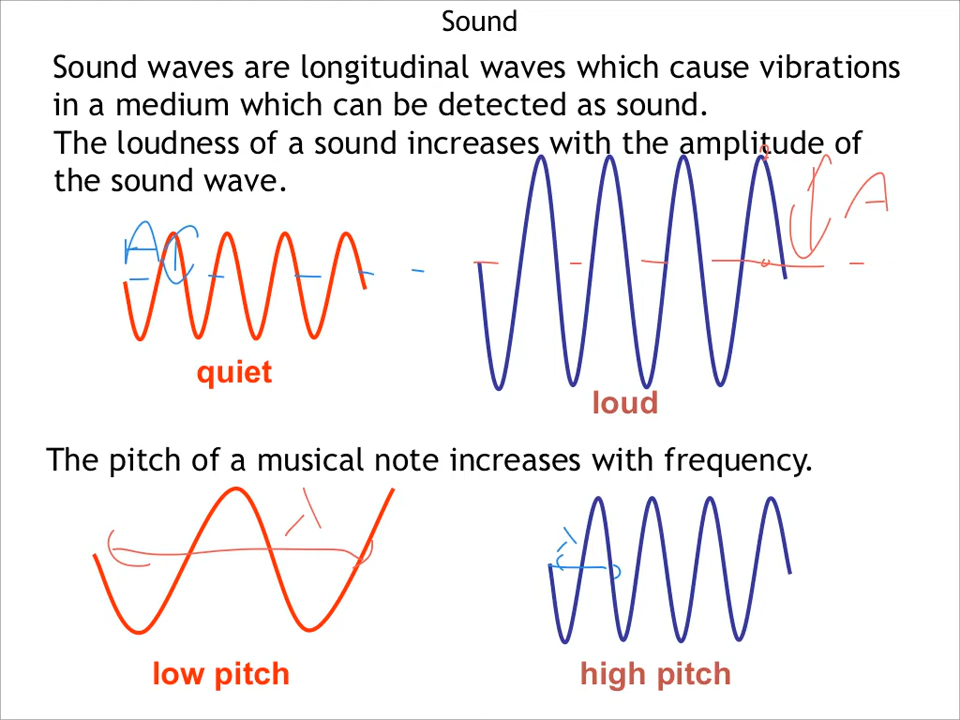 Sound
Sound waves are longitudinal waves which cause vibrations
in a medium which can be detected as sound.
The loudness of a sound increases with the amplitude of
the sound wave.
A
A
quiet
loud
The pitch of a musical note increases with frequency.
λ
λ
low pitch
high pitch